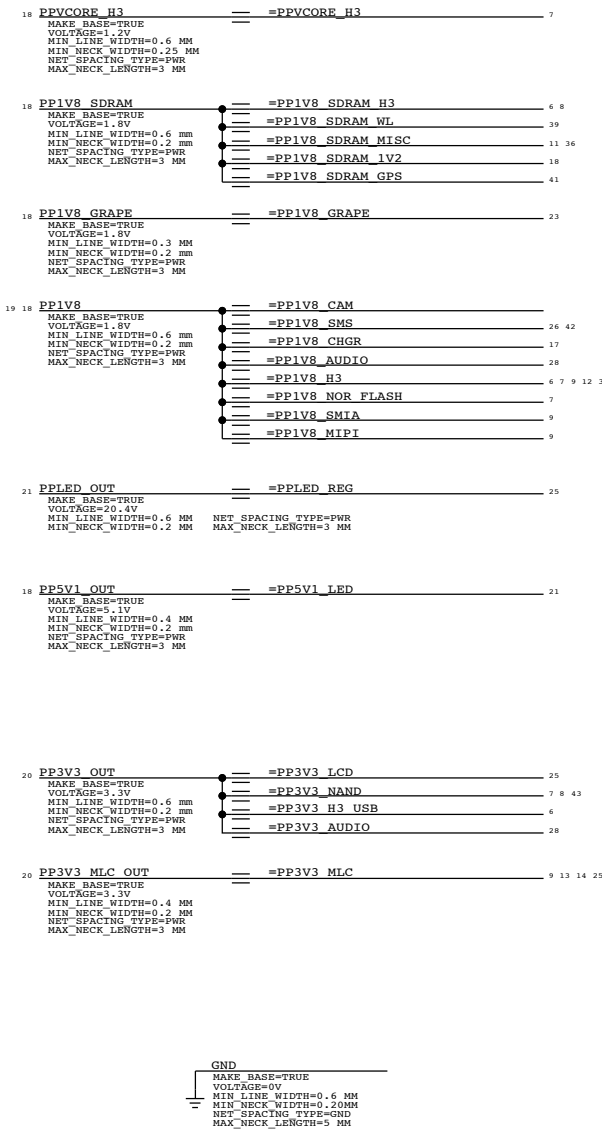 18 PPVCORE_H3 =PPVCORE_H3 7
MAKE_BASE=TRUE
VOLTAGE=1.2V
MIN_LINE_WIDTH=0.6 MM
MIN_NECK_WIDTH=0.25 MM
NET_SPACING_TYPE=PWR
MAX_NECK_LENGTH=3 MM
18 PP1V8_SDRAM =PP1V8_SDRAM_H3 6 8
MAKE_BASE=TRUE
VOLTAGE=1.8V
MIN_LINE_WIDTH=0.6 mm
MIN_NECK_WIDTH=0.2 mm
NET_SPACING_TYPE=PWR
MAX_NECK_LENGTH=3 MM
=PP1V8_SDRAM_WL 39
=PP1V8_SDRAM_MISC 11 36
=PP1V8_SDRAM_1V2 18
=PP1V8_SDRAM_GPS 41
18 PP1V8_GRAPE =PP1V8_GRAPE 23
MAKE_BASE=TRUE
VOLTAGE=1.8V
MIN_LINE_WIDTH=0.3 MM
MIN_NECK_WIDTH=0.2 mm
NET_SPACING_TYPE=PWR
MAX_NECK_LENGTH=3 MM
19 18 PP1V8 =PP1V8_CAM
MAKE_BASE=TRUE
VOLTAGE=1.8V
MIN_LINE_WIDTH=0.6 mm
MIN_NECK_WIDTH=0.2 mm
NET_SPACING_TYPE=PWR
MAX_NECK_LENGTH=3 MM
=PP1V8_SMS 26 42
=PP1V8_CHGR 17
=PP1V8_AUDIO 28
=PP1V8_H3 6 7 9 12 3
=PP1V8_NOR_FLASH 7
=PP1V8_SMIA 9
=PP1V8_MIPI 9
21 PPLED_OUT =PPLED_REG 25
MAKE_BASE=TRUE
VOLTAGE=20.4V
MIN_LINE_WIDTH=0.6 MM NET_SPACING_TYPE=PWR
MIN_NECK_WIDTH=0.2 MM MAX_NECK_LENGTH=3 MM
18 PP5V1_OUT =PP5V1_LED 21
MAKE_BASE=TRUE
VOLTAGE=5.1V
MIN_LINE_WIDTH=0.4 MM
MIN_NECK_WIDTH=0.2 mm
NET_SPACING_TYPE=PWR
MAX_NECK_LENGTH=3 MM
20 PP3V3_OUT =PP3V3_LCD 25
MAKE_BASE=TRUE
VOLTAGE=3.3V
MIN_LINE_WIDTH=0.6 mm
MIN_NECK_WIDTH=0.2 mm
NET_SPACING_TYPE=PWR
MAX_NECK_LENGTH=3 MM
=PP3V3_NAND 7 8 43
=PP3V3_H3_USB 6
=PP3V3_AUDIO 28
20 PP3V3_MLC_OUT =PP3V3_MLC 9 13 14 25
MAKE_BASE=TRUE
VOLTAGE=3.3V
MIN_LINE_WIDTH=0.4 MM
MIN_NECK_WIDTH=0.2 MM
NET_SPACING_TYPE=PWR
MAX_NECK_LENGTH=3 MM
GND
MAKE_BASE=TRUE
VOLTAGE=0V
MIN_LINE_WIDTH=0.6 MM
MIN_NECK_WIDTH=0.20MM
NET_SPACING_TYPE=GND
MAX_NECK_LENGTH=5 MM